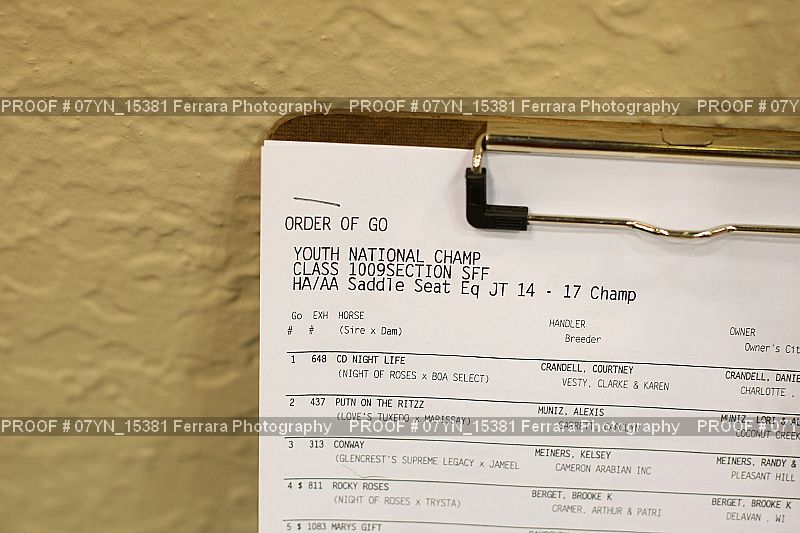 PROOF # 07YN_15381 Ferrara Photography PROOF # 07YN_15381 Ferrara Photography PROOF # 07Y
ORDER OF GO
YOUTH NATIONAL CHAMP
CLASS 1009SECTION SFF
HA/AA Saddle Seat Eq JT 14 - 17 Champ
Go EXH HORSE HANDLER OWNER
# # (Sire x Dam) Breeder Owner's Cit
1 648 CD NIGHT LIFE CRANDELL, COURTNEY CRANDELL, DANIE
(NIGHT OF ROSES x BOA SELECT) VESTY, CLARKE & KAREN CHARLOTTE .
2 437 PUTN ON THE RITZZ MUNIZ, ALEXIS MUNIZ, LORI & AL
(LOVE'S TUXEDO x MARISSAY) COCONUT CREEK
PROOF # 07YN_15381 Ferrara Photography PROOF # 07YN_15381 Ferrara Photography PROOF # 07Y
3 313 CONWAY MEINERS, KELSEY MEINERS, RANDY &
(GLENCREST'S SUPREME LEGACY x JAMEEL CAMERON ARABIAN INC PLEASANT HILL
4 $ 811 ROCKY ROSES BERGET, BROOKE K BERGET, BROOKE K
(NIGHT OF ROSES x TRYSTA) CRAMER, ARTHUR & PATRI DELAVAN , WI
5 $ 1083 MARYS GIFT